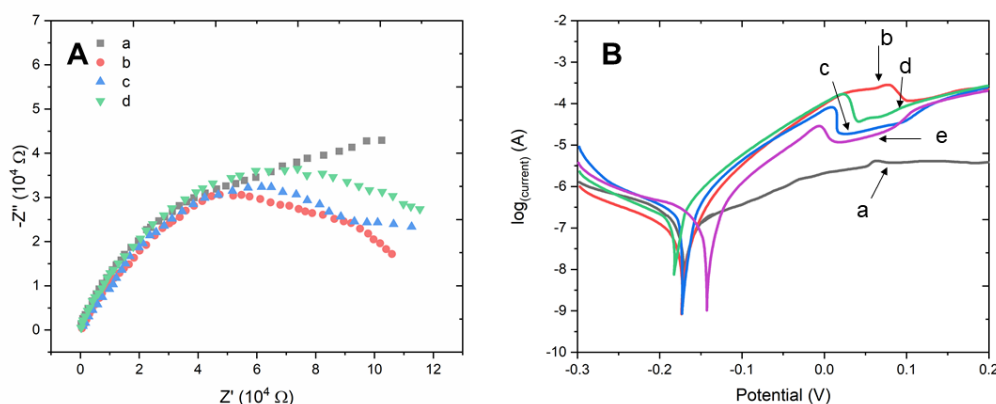 A
a
b
c
d
-Z'' (10⁴ Ω)
7
6
5
4
3
2
1
0
0 2 4 6 8 10 12
Z' (10⁴ Ω)
B
b
c
d
e
a
log(current) (A)
-2
-3
-4
-5
-6
-7
-8
-9
-10
-0.3 -0.2 -0.1 0.0 0.1 0.2
Potential (V)